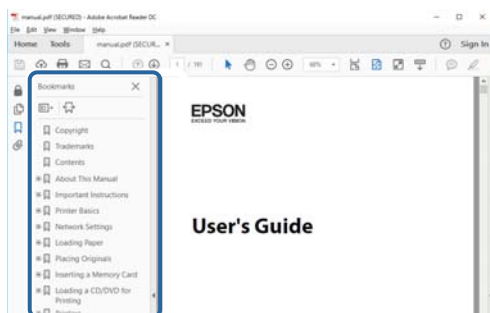 manual.pdf (SECURED) - Adobe Acrobat Reader DC
File Edit View Window Help
Home Tools manual.pdf (SECUR... ×
Sign In
1 / 191
Bookmarks
Copyright
Trademarks
Contents
About This Manual
Important Instructions
Printer Basics
Network Settings
Loading Paper
Placing Originals
Inserting a Memory Card
Loading a CD/DVD for
Printing
Printing
EPSON
EXCEED YOUR VISION
User's Guide